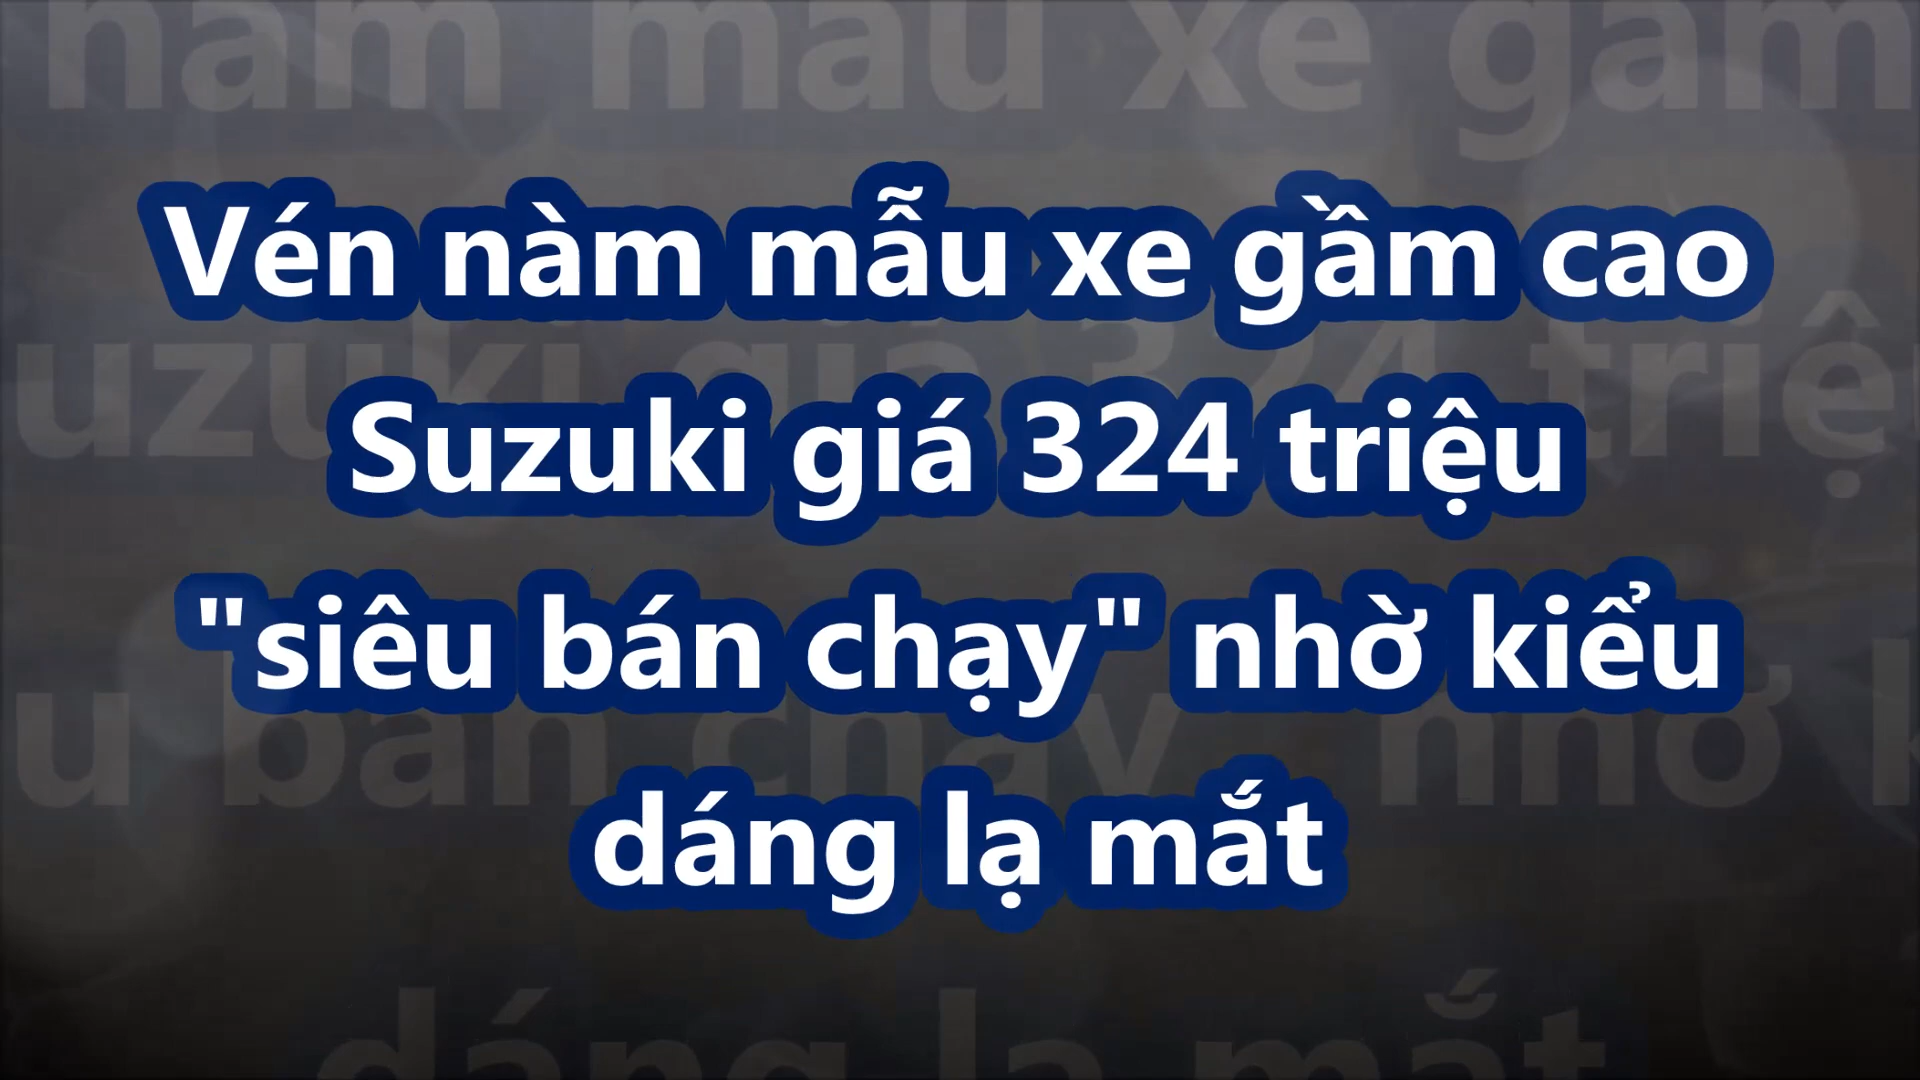 Vén nàm mẫu xe gầm cao
Suzuki giá 324 triệu
"siêu bán chạy" nhờ kiểu
dáng lạ mắt